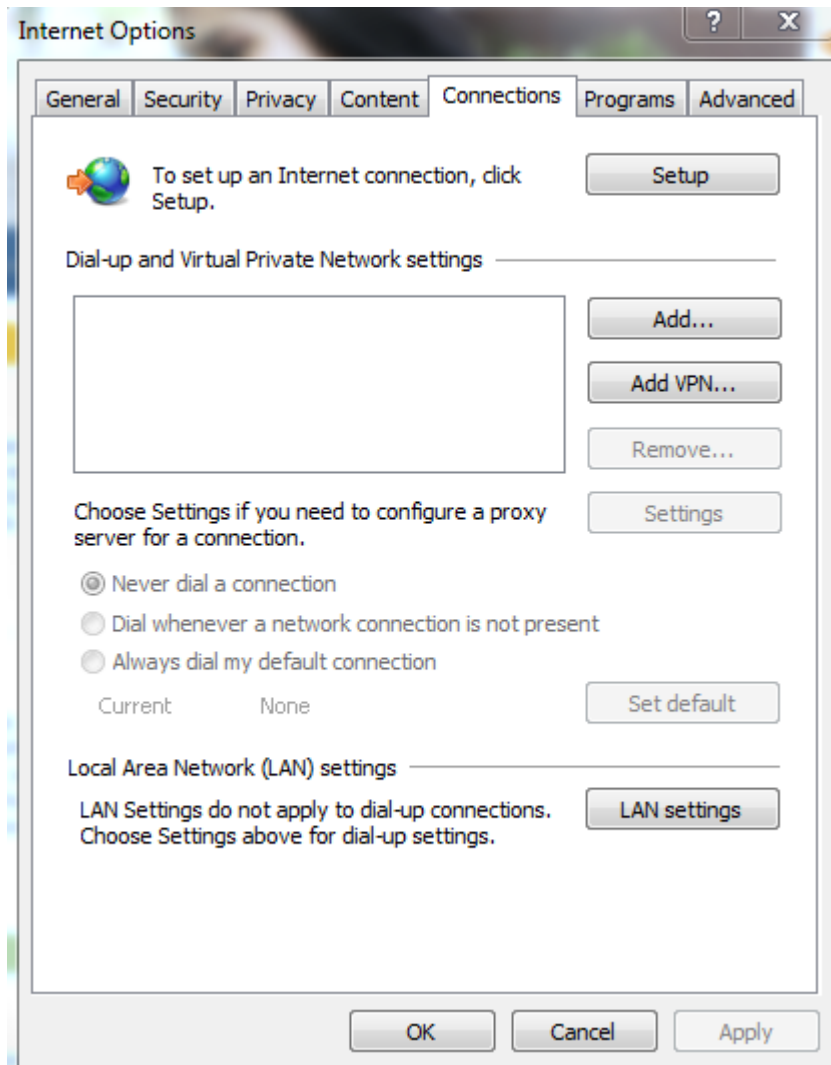 Internet Options
?
X
General Security Privacy Content Connections Programs Advanced
To set up an Internet connection, click
Setup.
Setup
Dial-up and Virtual Private Network settings
Add...
Add VPN...
Remove...
Choose Settings if you need to configure a proxy
server for a connection.
Settings
Never dial a connection
Dial whenever a network connection is not present
Always dial my default connection
Current None
Set default
Local Area Network (LAN) settings
LAN Settings do not apply to dial-up connections.
Choose Settings above for dial-up settings.
LAN settings
OK Cancel Apply